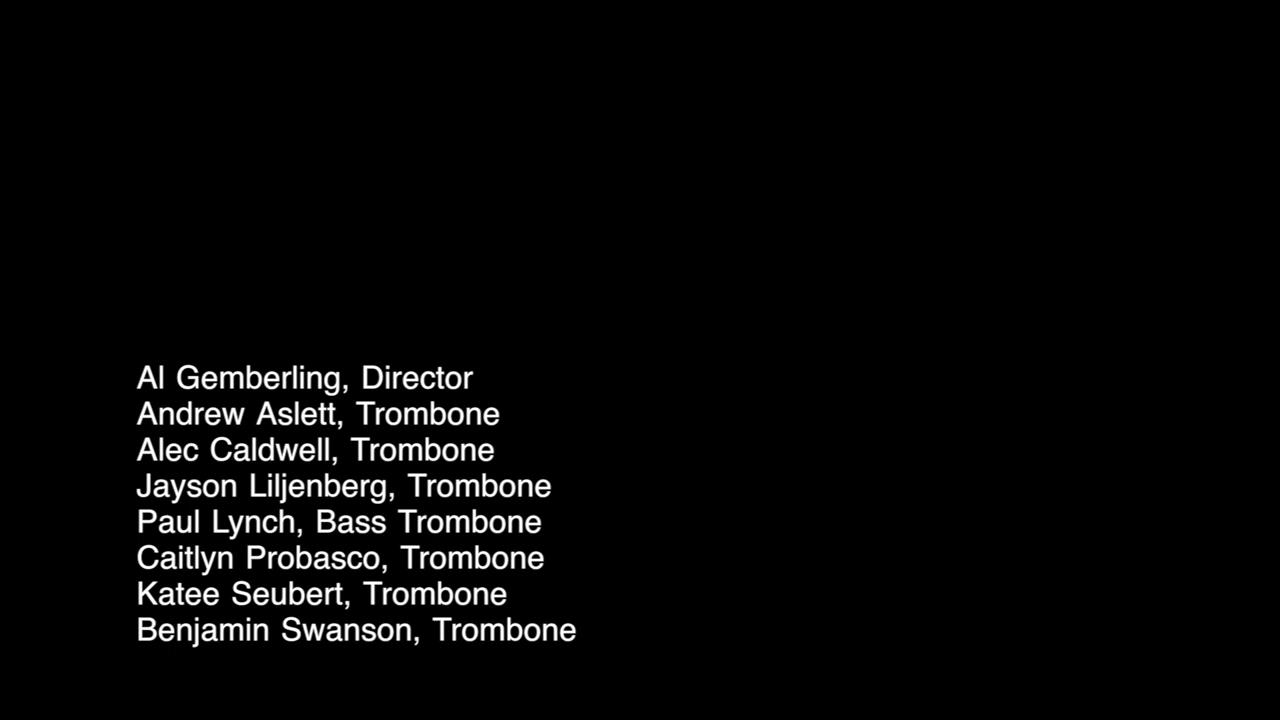 Al Gemberling, Director
Andrew Aslett, Trombone
Alec Caldwell, Trombone
Jayson Liljenberg, Trombone
Paul Lynch, Bass Trombone
Caitlyn Probasco, Trombone
Katee Seubert, Trombone
Benjamin Swanson, Trombone